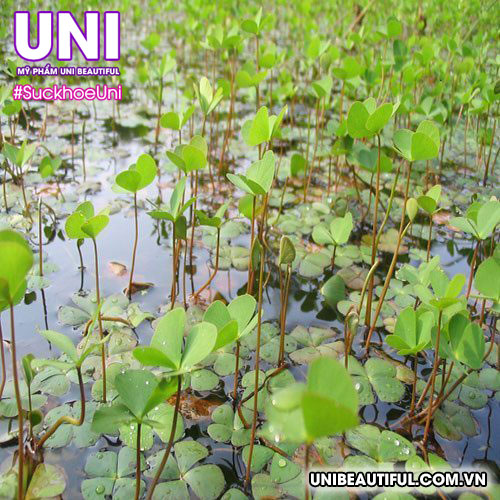 UNI
MỸ PHẨM UNI BEAUTIFUL
#SuckhoeUni
UNIBEAUTIFUL.COM.VN